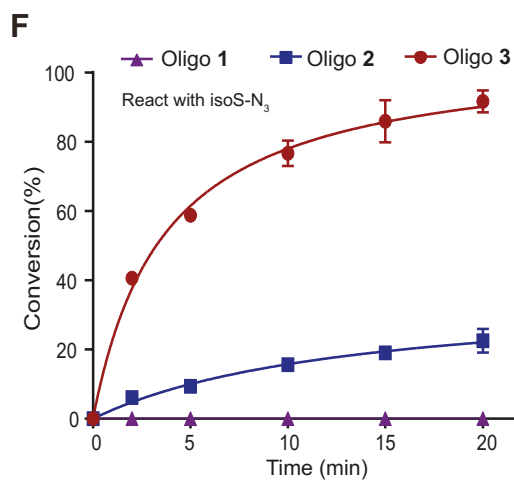 F
Oligo 1 Oligo 2 Oligo 3
React with isoS-N₃
Conversion(%)
100
80
60
40
20
0
0 5 10 15 20
Time (min)